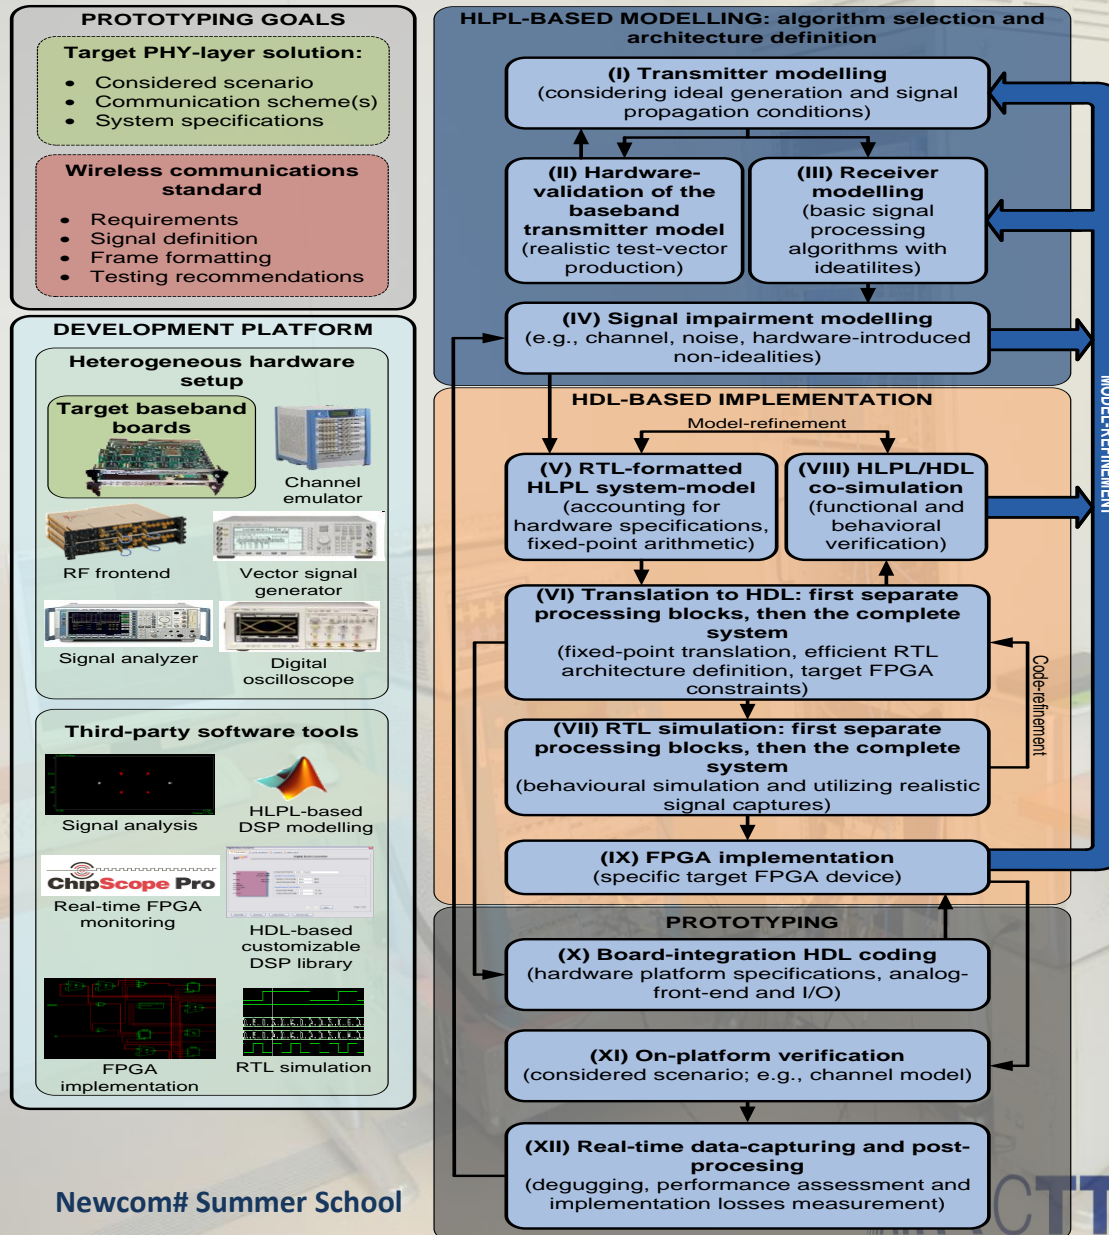 PROTOTYPING GOALS
Target PHY-layer solution:
• Considered scenario
• Communication scheme(s)
• System specifications
Wireless communications
standard
• Requirements
• Signal definition
• Frame formatting
• Testing recommendations
DEVELOPMENT PLATFORM
Heterogeneous hardware
setup
Target baseband
boards
Channel
emulator
RF frontend
Vector signal
generator
Signal analyzer
Digital
oscilloscope
Third-party software tools
Signal analysis
HLPL-based
DSP modelling
ChipScope Pro
Real-time FPGA
monitoring
HDL-based
customizable
DSP library
FPGA
implementation
RTL simulation
Newcom# Summer School
HLPL-BASED MODELLING: algorithm selection and
architecture definition
(I) Transmitter modelling
(considering ideal generation and signal
propagation conditions)
(II) Hardware-
validation of the
baseband
transmitter model
(realistic test-vector
production)
(III) Receiver
modelling
(basic signal
processing
algorithms with
ideatilites)
(IV) Signal impairment modelling
(e.g., channel, noise, hardware-introduced
non-idealities)
MODEL-REFINEMENT
HDL-BASED IMPLEMENTATION
Model-refinement
(V) RTL-formatted
HLPL system-model
(accounting for
hardware specifications,
fixed-point arithmetic)
(VIII) HLPL/HDL
co-simulation
(functional and
behavioral
verification)
(VI) Translation to HDL: first separate
processing blocks, then the complete
system
(fixed-point translation, efficient RTL
architecture definition, target FPGA
constraints)
Code-refinement
(VII) RTL simulation: first separate
processing blocks, then the complete
system
(behavioural simulation and utilizing realistic
signal captures)
(IX) FPGA implementation
(specific target FPGA device)
PROTOTYPING
(X) Board-integration HDL coding
(hardware platform specifications, analog-
front-end and I/O)
(XI) On-platform verification
(considered scenario; e.g., channel model)
(XII) Real-time data-capturing and post-
procesing
(degugging, performance assessment and
implementation losses measurement)
CTT